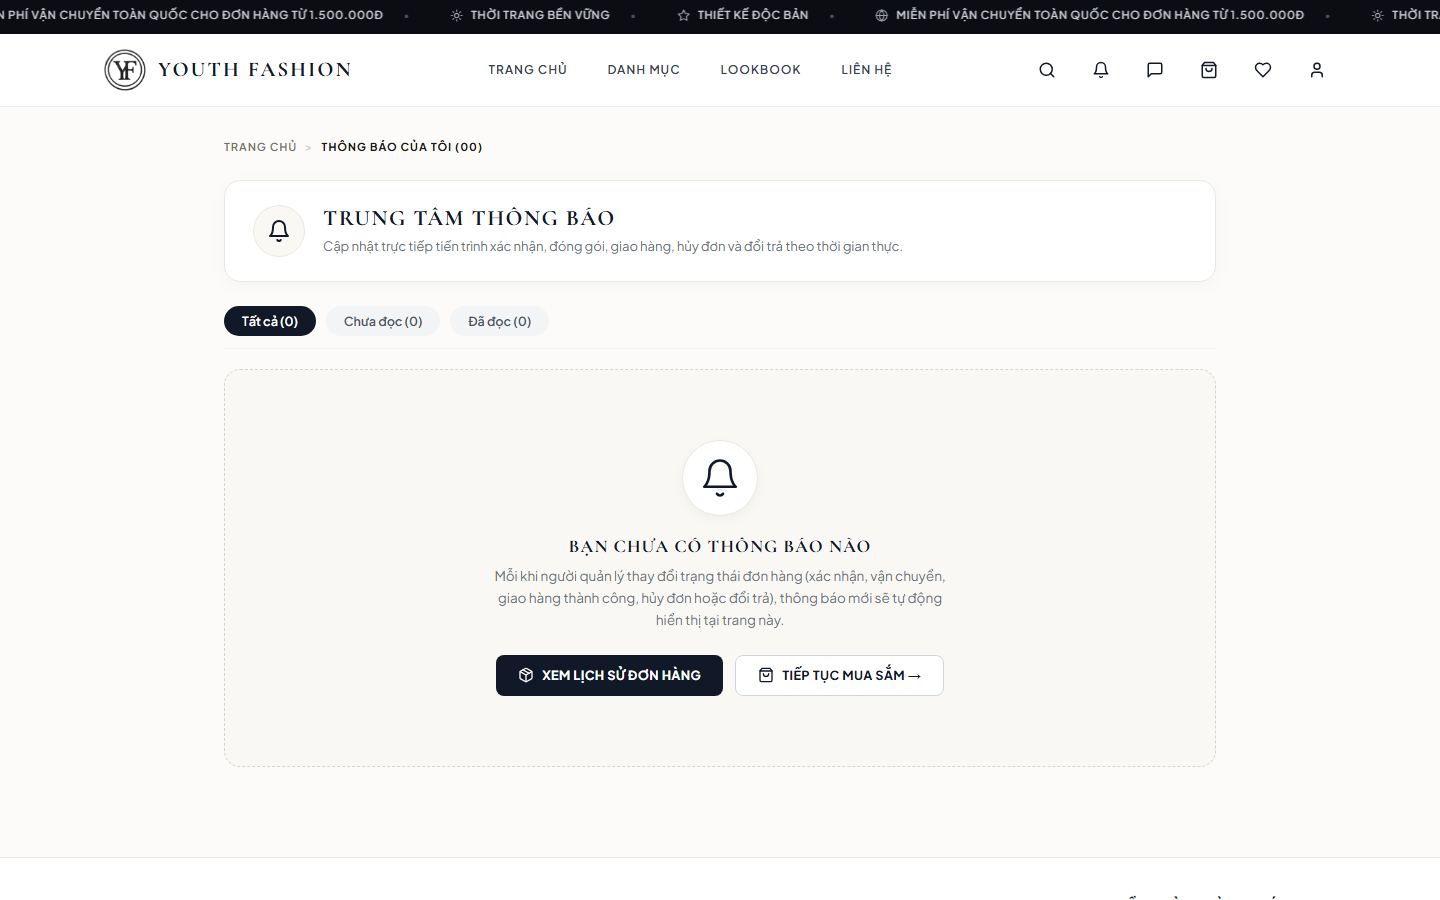 PHÍ VẬN CHUYỂN TOÀN QUỐC CHO ĐƠN HÀNG TỪ 1.500.000Đ • THỜI TRANG BỀN VỮNG • THIẾT KẾ ĐỘC BẢN • MIỄN PHÍ VẬN CHUYỂN TOÀN QUỐC CHO ĐƠN HÀNG TỪ 1.500.000Đ • THỜI
YF YOUTH FASHION TRANG CHỦ DANH MỤC LOOKBOOK LIÊN HỆ
TRANG CHỦ > THÔNG BÁO CỦA TÔI (00)
TRUNG TÂM THÔNG BÁO
Cập nhật trực tiếp tiến trình xác nhận, đóng gói, giao hàng, hủy đơn và đổi trả theo thời gian thực.
Tất cả (0) Chưa đọc (0) Đã đọc (0)
BẠN CHƯA CÓ THÔNG BÁO NÀO
Mỗi khi người quản lý thay đổi trạng thái đơn hàng (xác nhận, vận chuyển,
giao hàng thành công, hủy đơn hoặc đổi trả), thông báo mới sẽ tự động
hiển thị tại trang này.
XEM LỊCH SỬ ĐƠN HÀNG TIẾP TỤC MUA SẮM →